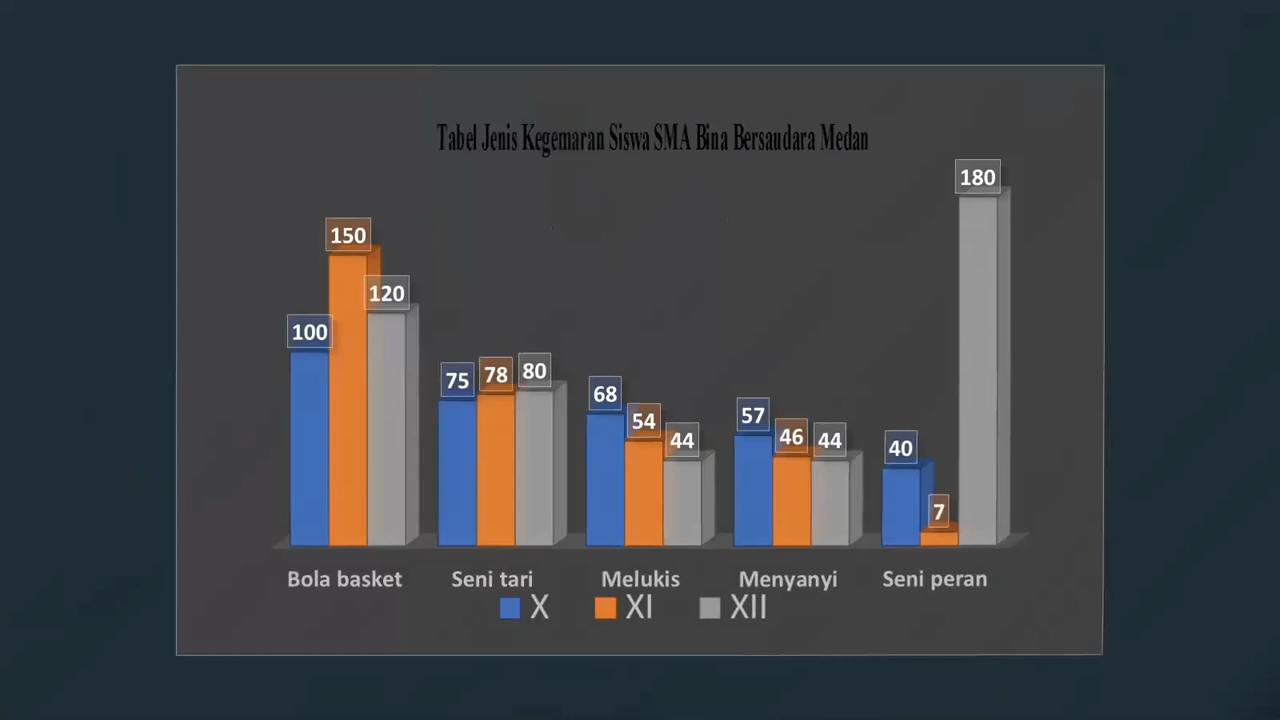 Tabel Jenis Kegemaran Siswa SMA Bina Bersaudara Medan
100 150 120 75 78 80 68 54 44 57 46 44 40 7 180
Bola basket Seni tari Melukis Menyanyi Seni peran
X XI XII